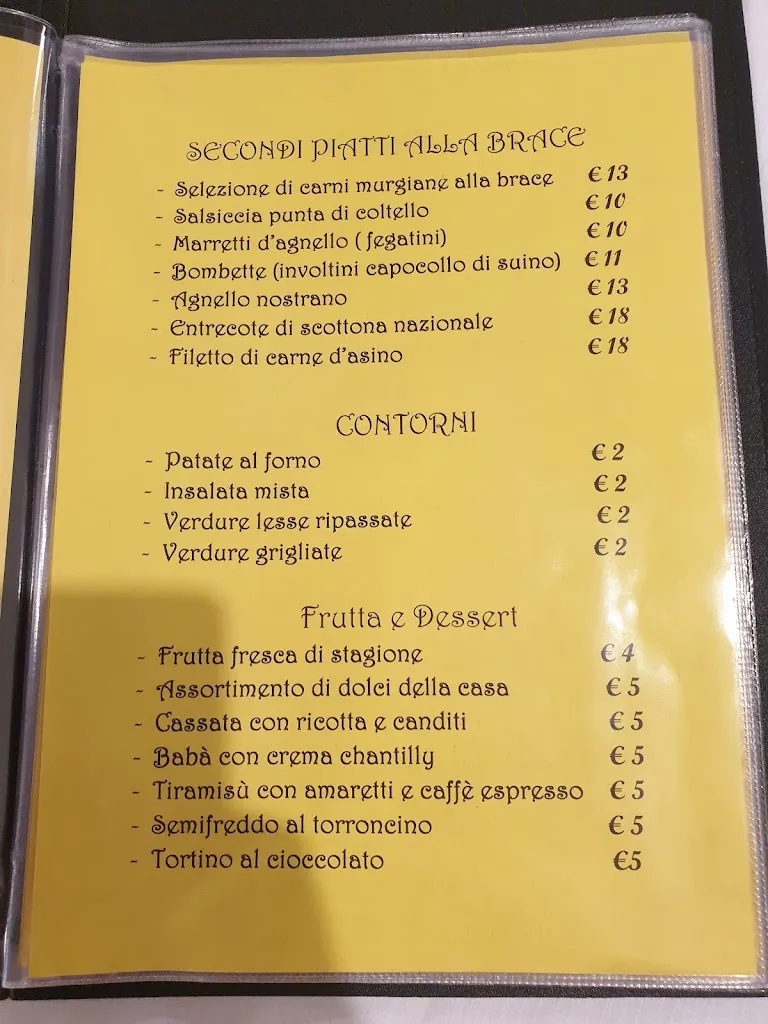 SECONDI PIATTI ALLA BRACE
- Selezione di carni murgiane alla brace € 13
- Salsiccia punta di coltello € 10
- Marretti d'agnello ( fegatini) € 10
- Bombette (involtini capocollo di suino) € 11
- Agnello nostrano € 13
- Entrecote di scottona nazionale € 18
- Filetto di carne d'asino € 18
CONTORNI
- Patate al forno € 2
- Insalata mista € 2
- Verdure lesse ripassate € 2
- Verdure grigliate € 2
Frutta e Dessert
- Frutta fresca di stagione € 4
- Assortimento di dolci della casa € 5
- Cassata con ricotta e canditi € 5
- Babà con crema chantilly € 5
- Tiramisù con amaretti e caffè espresso € 5
- Semifreddo al torroncino € 5
- Tortino al cioccolato €5